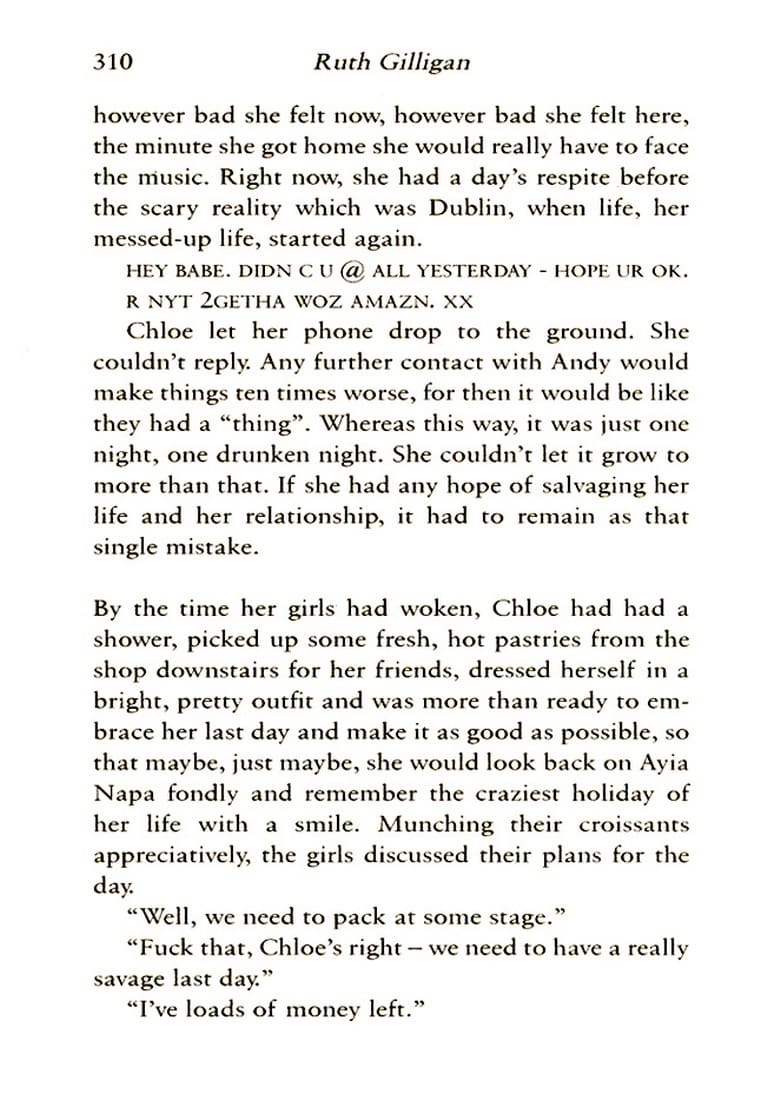 310 Ruth Gilligan
however bad she felt now, however bad she felt here,
the minute she got home she would really have to face
the music. Right now, she had a day's respite before
the scary reality which was Dublin, when life, her
messed-up life, started again.
HEY BABE. DIDN C U @ ALL YESTERDAY - HOPE UR OK.
R NYT 2GETHA WOZ AMAZN. XX
Chloe let her phone drop to the ground. She
couldn't reply. Any further contact with Andy would
make things ten times worse, for then it would be like
they had a “thing”. Whereas this way, it was just one
night, one drunken night. She couldn't let it grow to
more than that. If she had any hope of salvaging her
life and her relationship, it had to remain as that
single mistake.
By the time her girls had woken, Chloe had had a
shower, picked up some fresh, hot pastries from the
shop downstairs for her friends, dressed herself in a
bright, pretty outfit and was more than ready to em-
brace her last day and make it as good as possible, so
that maybe, just maybe, she would look back on Ayia
Napa fondly and remember the craziest holiday of
her life with a smile. Munching their croissants
appreciatively, the girls discussed their plans for the
day.
“Well, we need to pack at some stage.”
“Fuck that, Chloe's right – we need to have a really
savage last day.”
“I've loads of money left.”